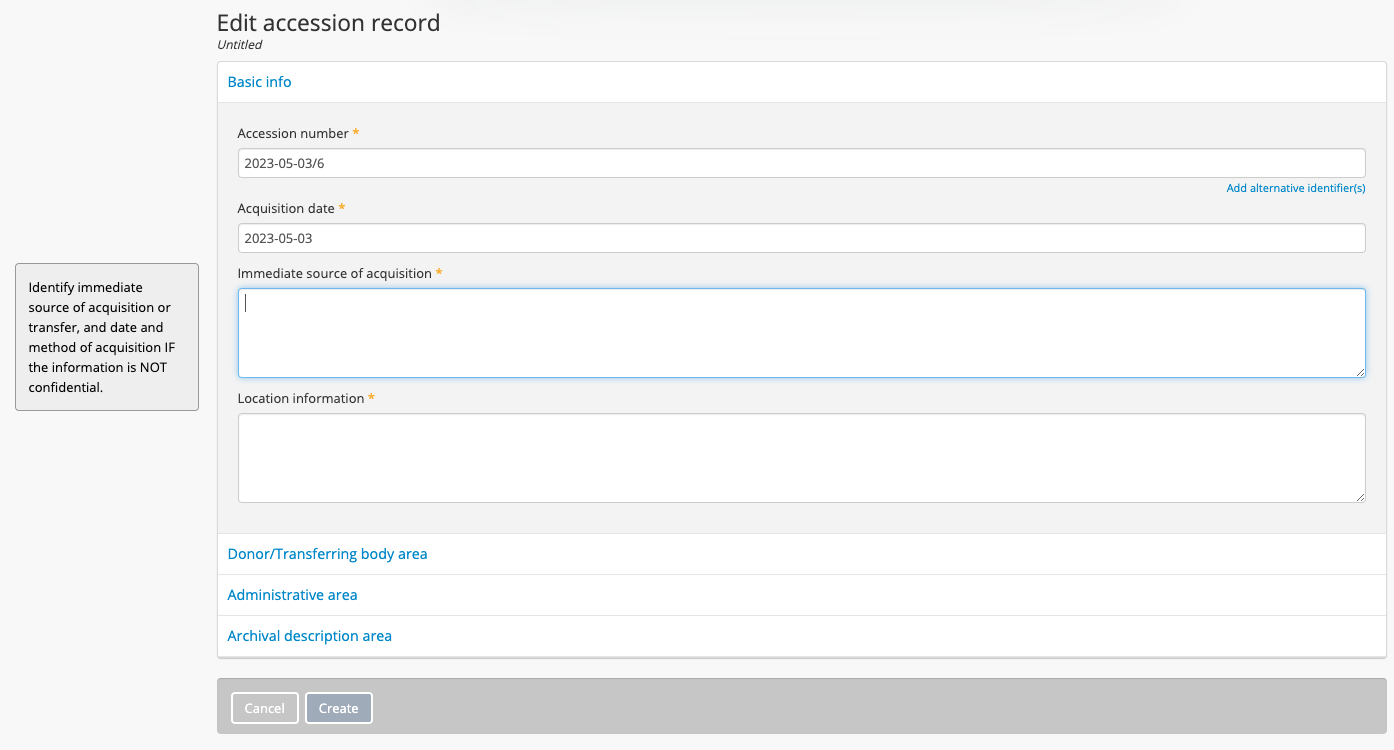 Edit accession record
Untitled
Basic info
Accession number *
2023-05-03/6
Add alternative identifier(s)
Acquisition date *
2023-05-03
Immediate source of acquisition *
Identify immediate
source of acquisition or
transfer, and date and
method of acquisition IF
the information is NOT
confidential.
Location information *
Donor/Transferring body area
Administrative area
Archival description area
Cancel
Create